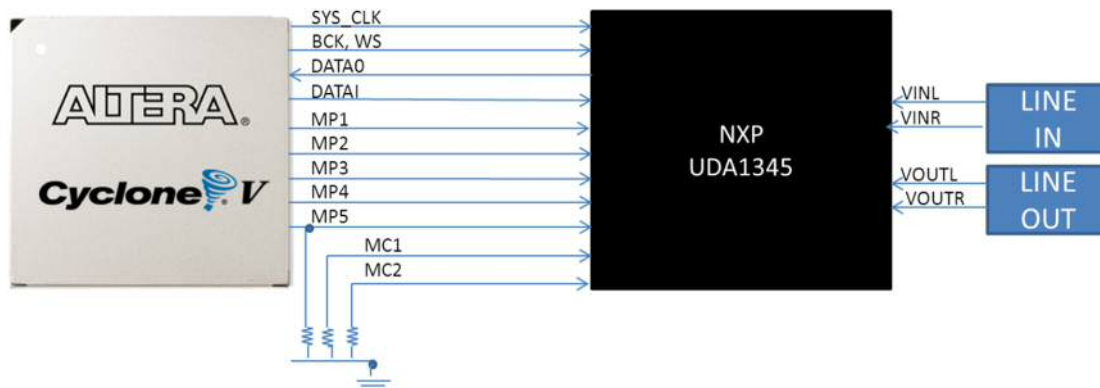 SYS_CLK
BCK, WS
DATA0
DATAI
MP1
MP2
MP3
MP4
MP5
MC1
MC2
ALTERA®
Cyclone® V
NXP
UDA1345
VINL
VINR
VOUTL
VOUTR
LINE
IN
LINE
OUT